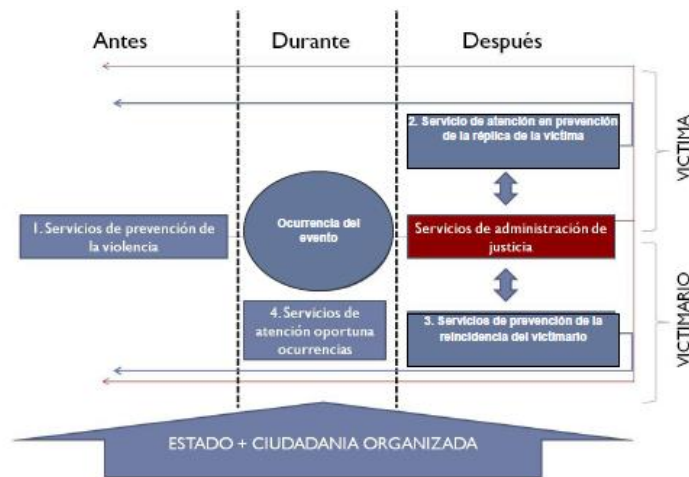 Antes
Durante
Después
2. Servicio de atención en prevención
de la réplica de la victima
VICTIMA
1. Servicios de prevención de
la violencia
Ocurrencia del
evento
Servicios de administración de
justicia
4. Servicios de
atención oportuna
ocurrencias
3. Servicios de prevención de la
reincidencia del victimario
VICTIMARIO
ESTADO + CIUDADANIA ORGANIZADA